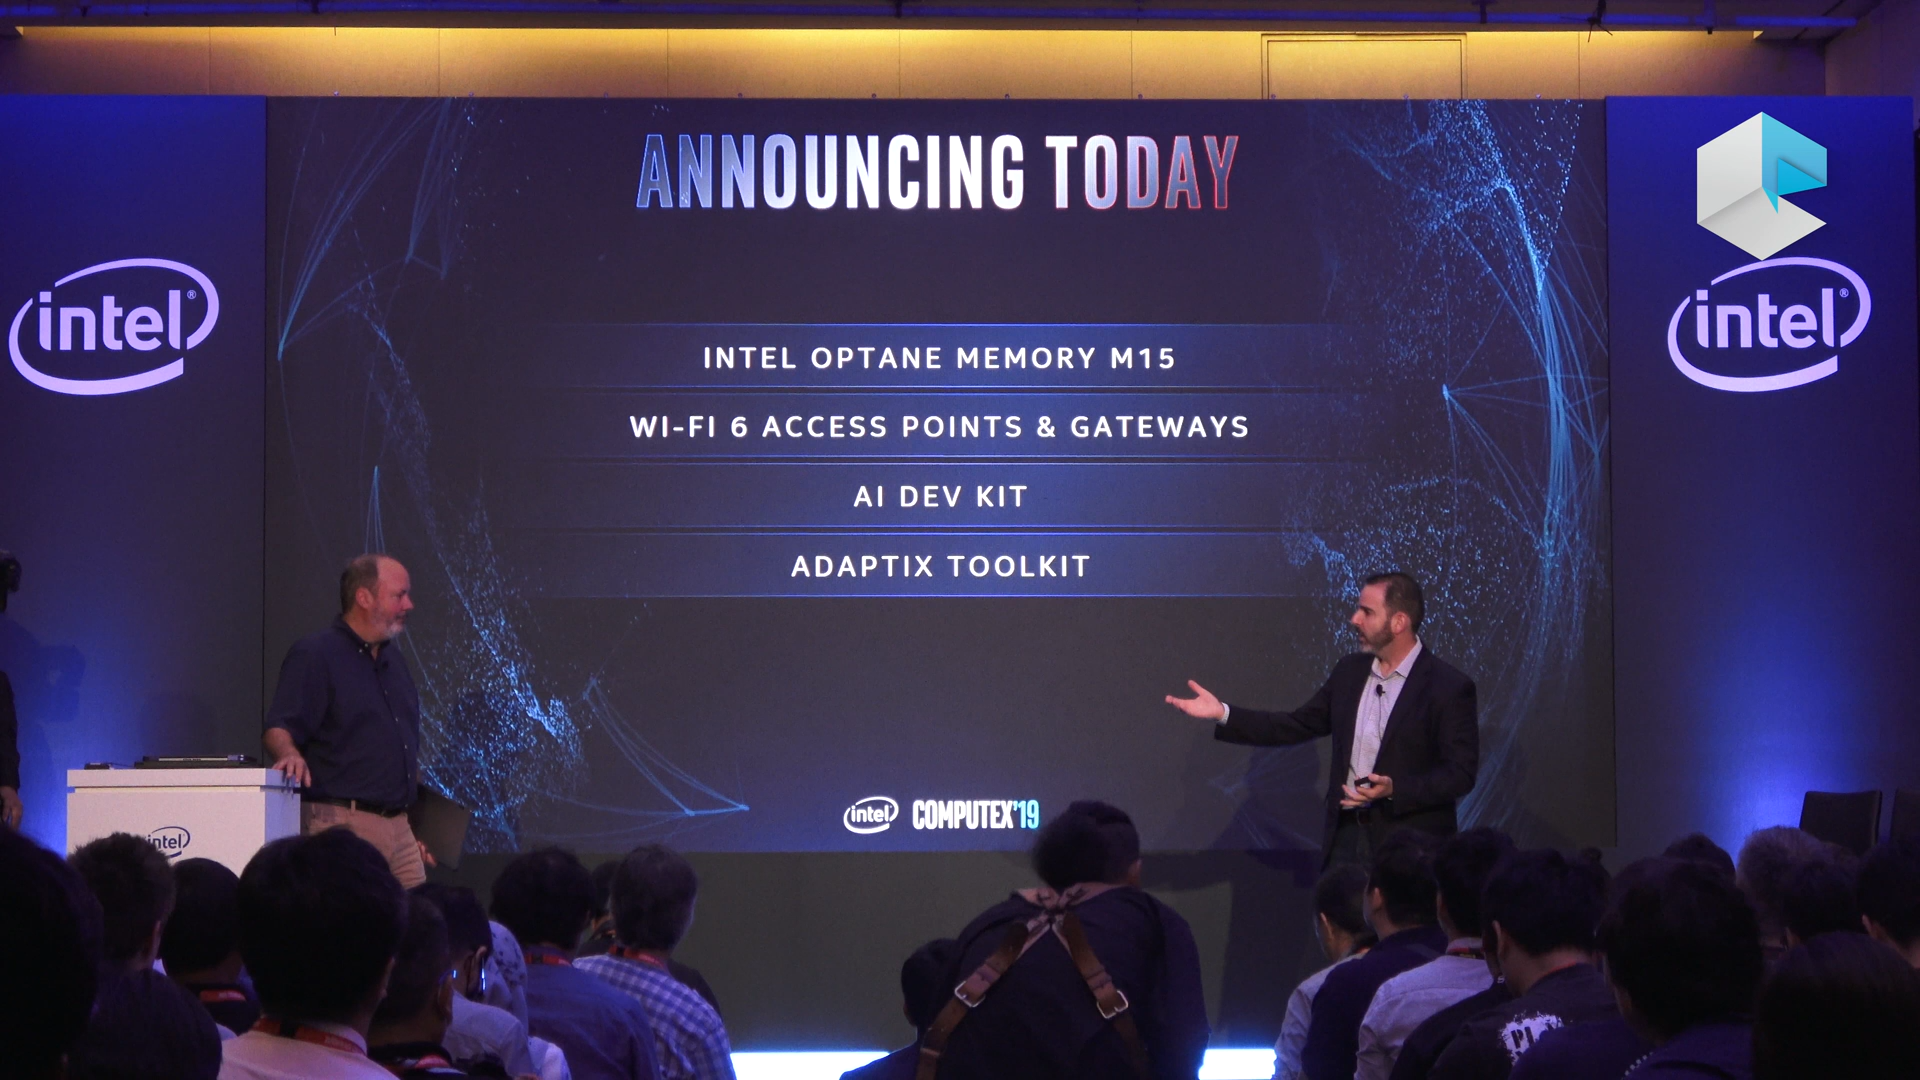 ANNOUNCING TODAY
intel®
intel®
INTEL OPTANE MEMORY M15
WI-FI 6 ACCESS POINTS & GATEWAYS
AI DEV KIT
ADAPTIX TOOLKIT
intel COMPUTEX'19
intel